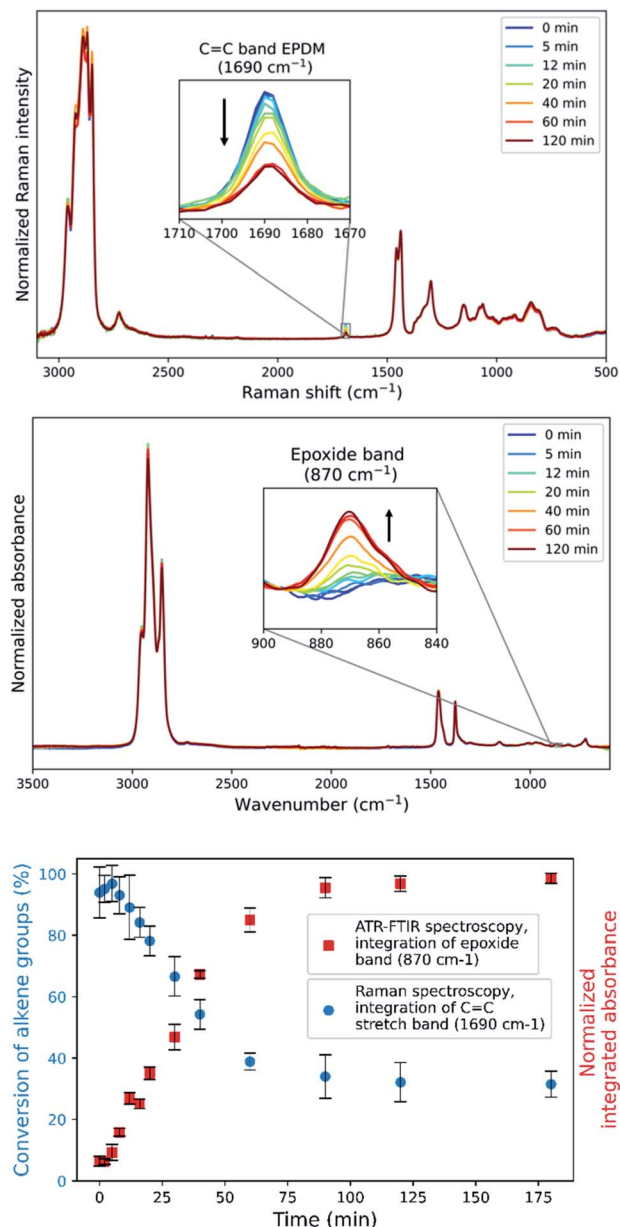 Normalized Raman intensity
C=C band EPDM
(1690 cm⁻¹)
1710 1700 1690 1680 1670
0 min
5 min
12 min
20 min
40 min
60 min
120 min
3000 2500 2000 1500 1000 500
Raman shift (cm⁻¹)
Normalized absorbance
Epoxide band
(870 cm⁻¹)
900 880 860 840
0 min
5 min
12 min
20 min
40 min
60 min
120 min
3500 3000 2500 2000 1500 1000
Wavenumber (cm⁻¹)
Conversion of alkene groups (%)
100
80
60
40
20
0
ATR-FTIR spectroscopy,
integration of epoxide
band (870 cm-1)
Raman spectroscopy,
integration of C=C
stretch band (1690 cm-1)
Normalized
integrated absorbance
0 25 50 75 100 125 150 175
Time (min)